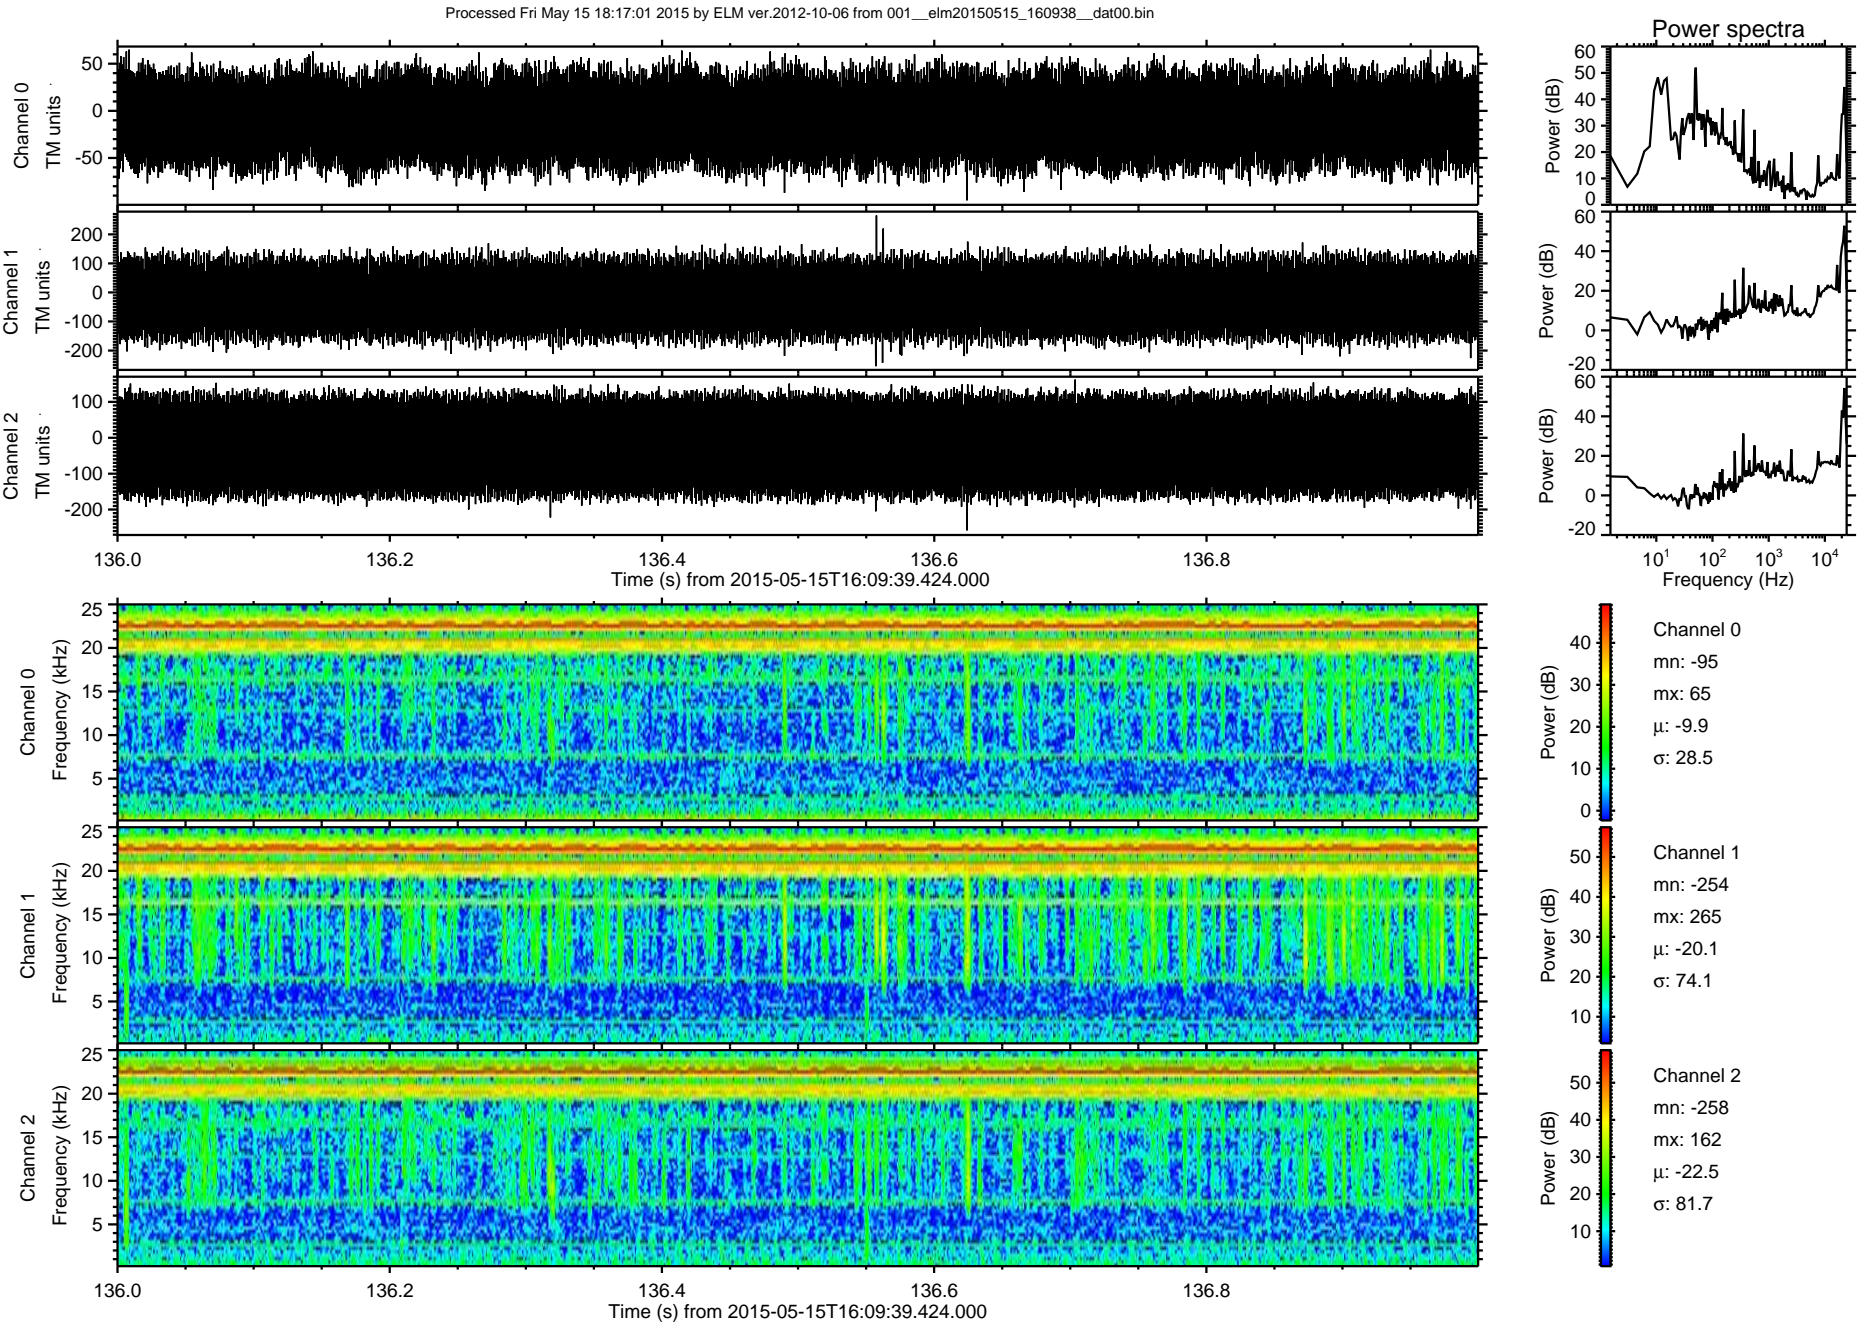 Processed Fri May 15 18:17:01 2015 by ELM ver.2012-10-06 from 001__elm20150515_160938__dat00.bin
Power spectra
Channel 0
TM units
50
0
-50
Power (dB)
60
50
40
30
20
10
0
Channel 1
TM units
200
100
0
-100
-200
Power (dB)
60
40
20
0
-20
Channel 2
TM units
100
0
-100
-200
Power (dB)
60
40
20
0
-20
136.0 136.2 136.4 136.6 136.8
Time (s) from 2015-05-15T16:09:39.424.000
10^1 10^2 10^3 10^4
Frequency (Hz)
Channel 0
Frequency (kHz)
25
20
15
10
5
Power (dB)
40
30
20
10
0
Channel 0
mn: -95
mx: 65
μ: -9.9
σ: 28.5
Channel 1
Frequency (kHz)
25
20
15
10
5
Power (dB)
50
40
30
20
10
Channel 1
mn: -254
mx: 265
μ: -20.1
σ: 74.1
Channel 2
Frequency (kHz)
25
20
15
10
5
Power (dB)
50
40
30
20
10
Channel 2
mn: -258
mx: 162
μ: -22.5
σ: 81.7
136.0 136.2 136.4 136.6 136.8
Time (s) from 2015-05-15T16:09:39.424.000